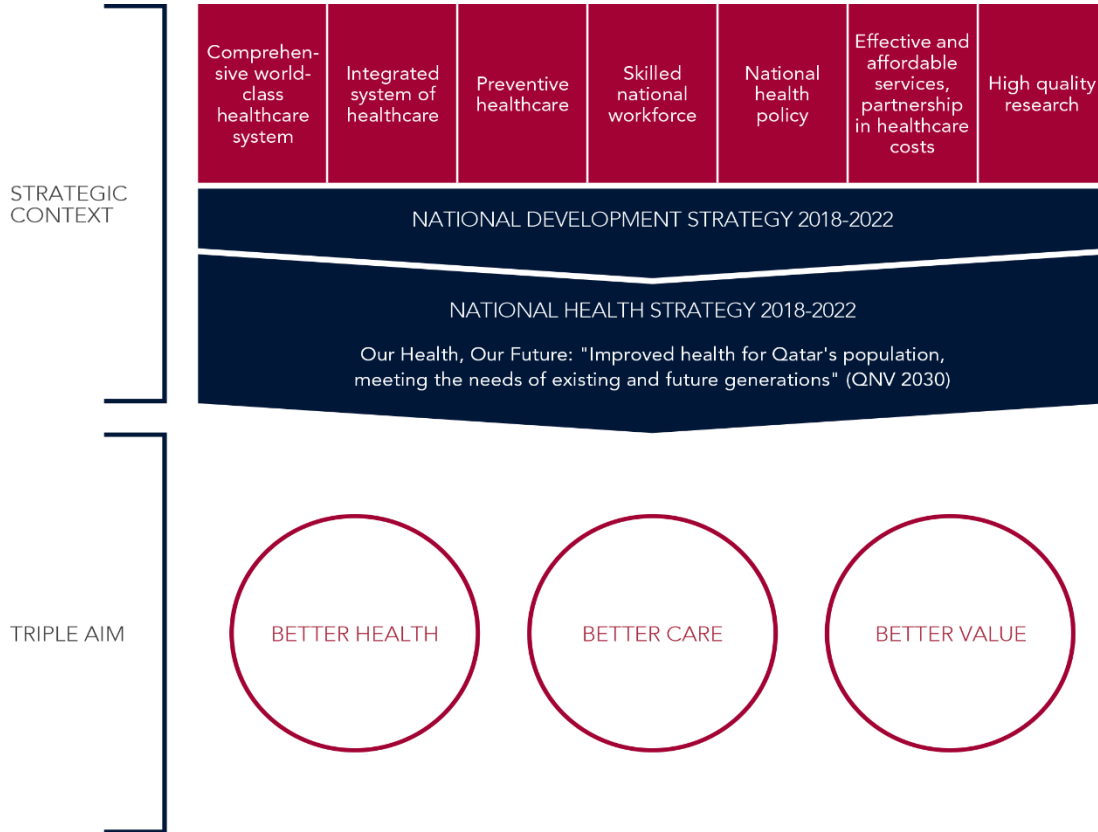 STRATEGIC
CONTEXT
Comprehen-
sive world-
class
healthcare
system
Integrated
system of
healthcare
Preventive
healthcare
Skilled
national
workforce
National
health
policy
Effective and
affordable
services,
partnership
in healthcare
costs
High quality
research
NATIONAL DEVELOPMENT STRATEGY 2018-2022
NATIONAL HEALTH STRATEGY 2018-2022
Our Health, Our Future: "Improved health for Qatar's population,
meeting the needs of existing and future generations" (QNV 2030)
TRIPLE AIM
BETTER HEALTH
BETTER CARE
BETTER VALUE